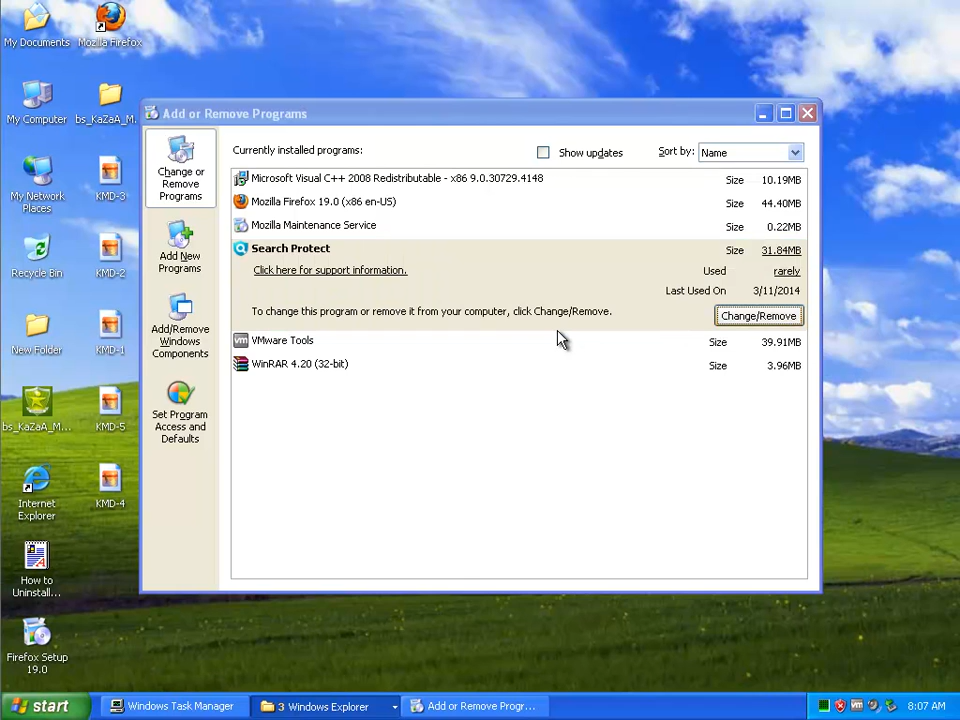 My Documents
Mozilla Firefox
My Computer
bs_KaZaA_M...
My Network
Places
KMD-3
Recycle Bin
KMD-2
New Folder
KMD-1
bs_KaZaA_M...
KMD-5
Internet
Explorer
KMD-4
How to
Uninstall...
Firefox Setup
19.0
Add or Remove Programs
Change or
Remove
Programs
Add New
Programs
Add/Remove
Windows
Components
Set Program
Access and
Defaults
Currently installed programs:
Show updates
Sort by:
Name
Microsoft Visual C++ 2008 Redistributable - x86 9.0.30729.4148 Size 10.19MB
Mozilla Firefox 19.0 (x86 en-US) Size 44.40MB
Mozilla Maintenance Service Size 0.22MB
Search Protect Size 31.84MB
Click here for support information. Used rarely
Last Used On 3/11/2014
To change this program or remove it from your computer, click Change/Remove. Change/Remove
vm VMware Tools Size 39.91MB
WinRAR 4.20 (32-bit) Size 3.96MB
start
Windows Task Manager
3 Windows Explorer
Add or Remove Progr...
vm
8:07 AM